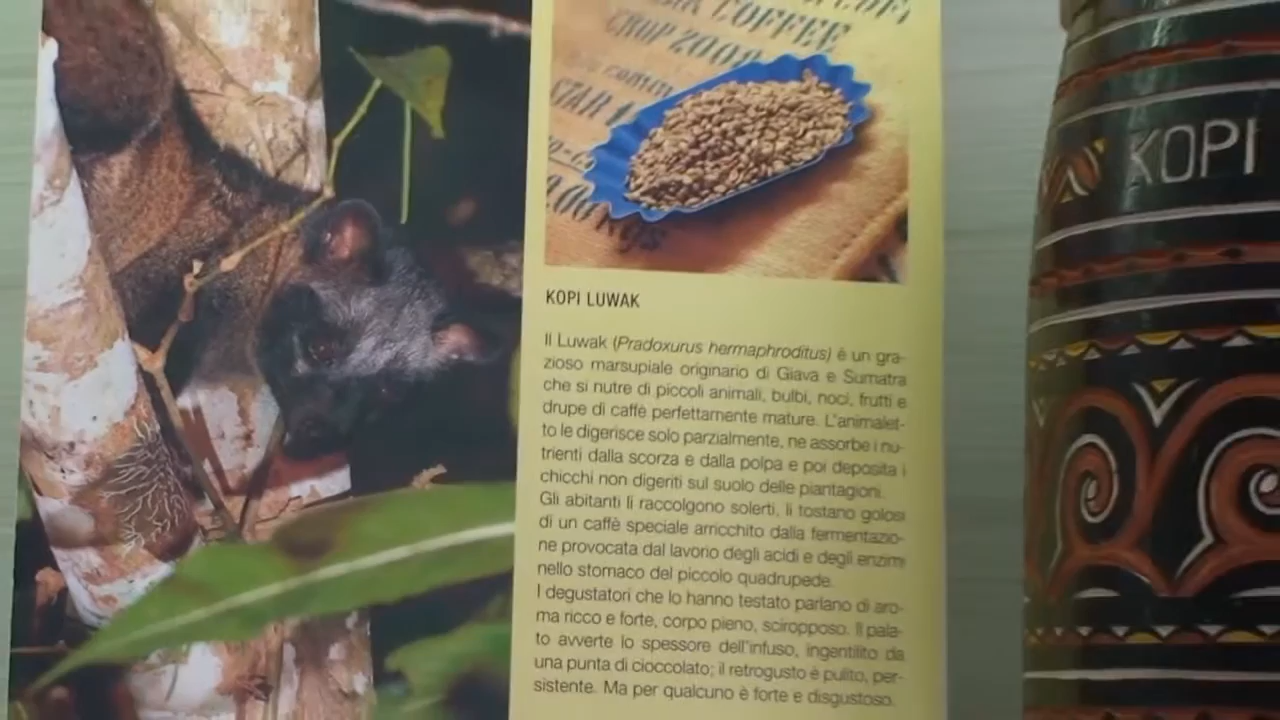 COFFEE
CROP 2008
STAR
KOPI
KOPI LUWAK
Il Luwak (Pradoxurus hermaphroditus) è un gra-
zioso marsupiale originario di Giava e Sumatra
che si nutre di piccoli animali, bulbi, noci, frutti e
drupe di caffè perfettamente mature. L'animalet-
to le digerisce solo parzialmente, ne assorbe i nu-
trienti dalla scorza e dalla polpa e poi deposita i
chicchi non digeriti sul suolo delle piantagioni.
Gli abitanti li raccolgono solerti, li tostano golosi
di un caffè speciale arricchito dalla fermentazio-
ne provocata dal lavorio degli acidi e degli enzimi
nello stomaco del piccolo quadrupede.
I degustatori che lo hanno testato parlano di aro-
ma ricco e forte, corpo pieno, sciropposo. Il pala-
to avverte lo spessore dell'infuso, ingentilito da
una punta di cioccolato; il retrogusto è pulito, per-
sistente. Ma per qualcuno è forte e disgustoso.